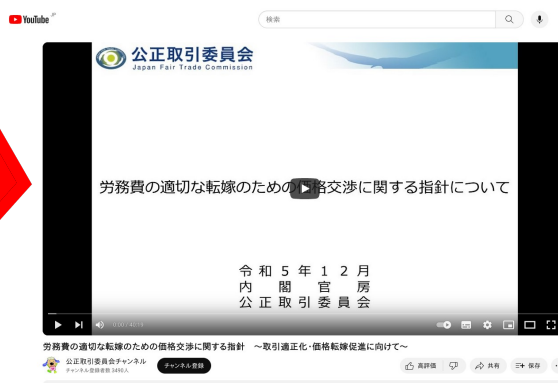 YouTube JP
検索
公正取引委員会
Japan Fair Trade Commission
労務費の適切な転嫁のための価格交渉に関する指針について
令和5年12月
内閣官房
公正取引委員会
労務費の適切な転嫁のための価格交渉に関する指針 ～取引適正化・価格転嫁促進に向けて～
公正取引委員会チャンネル
チャンネル登録者数 3490人
チャンネル登録
高評価
共有
保存